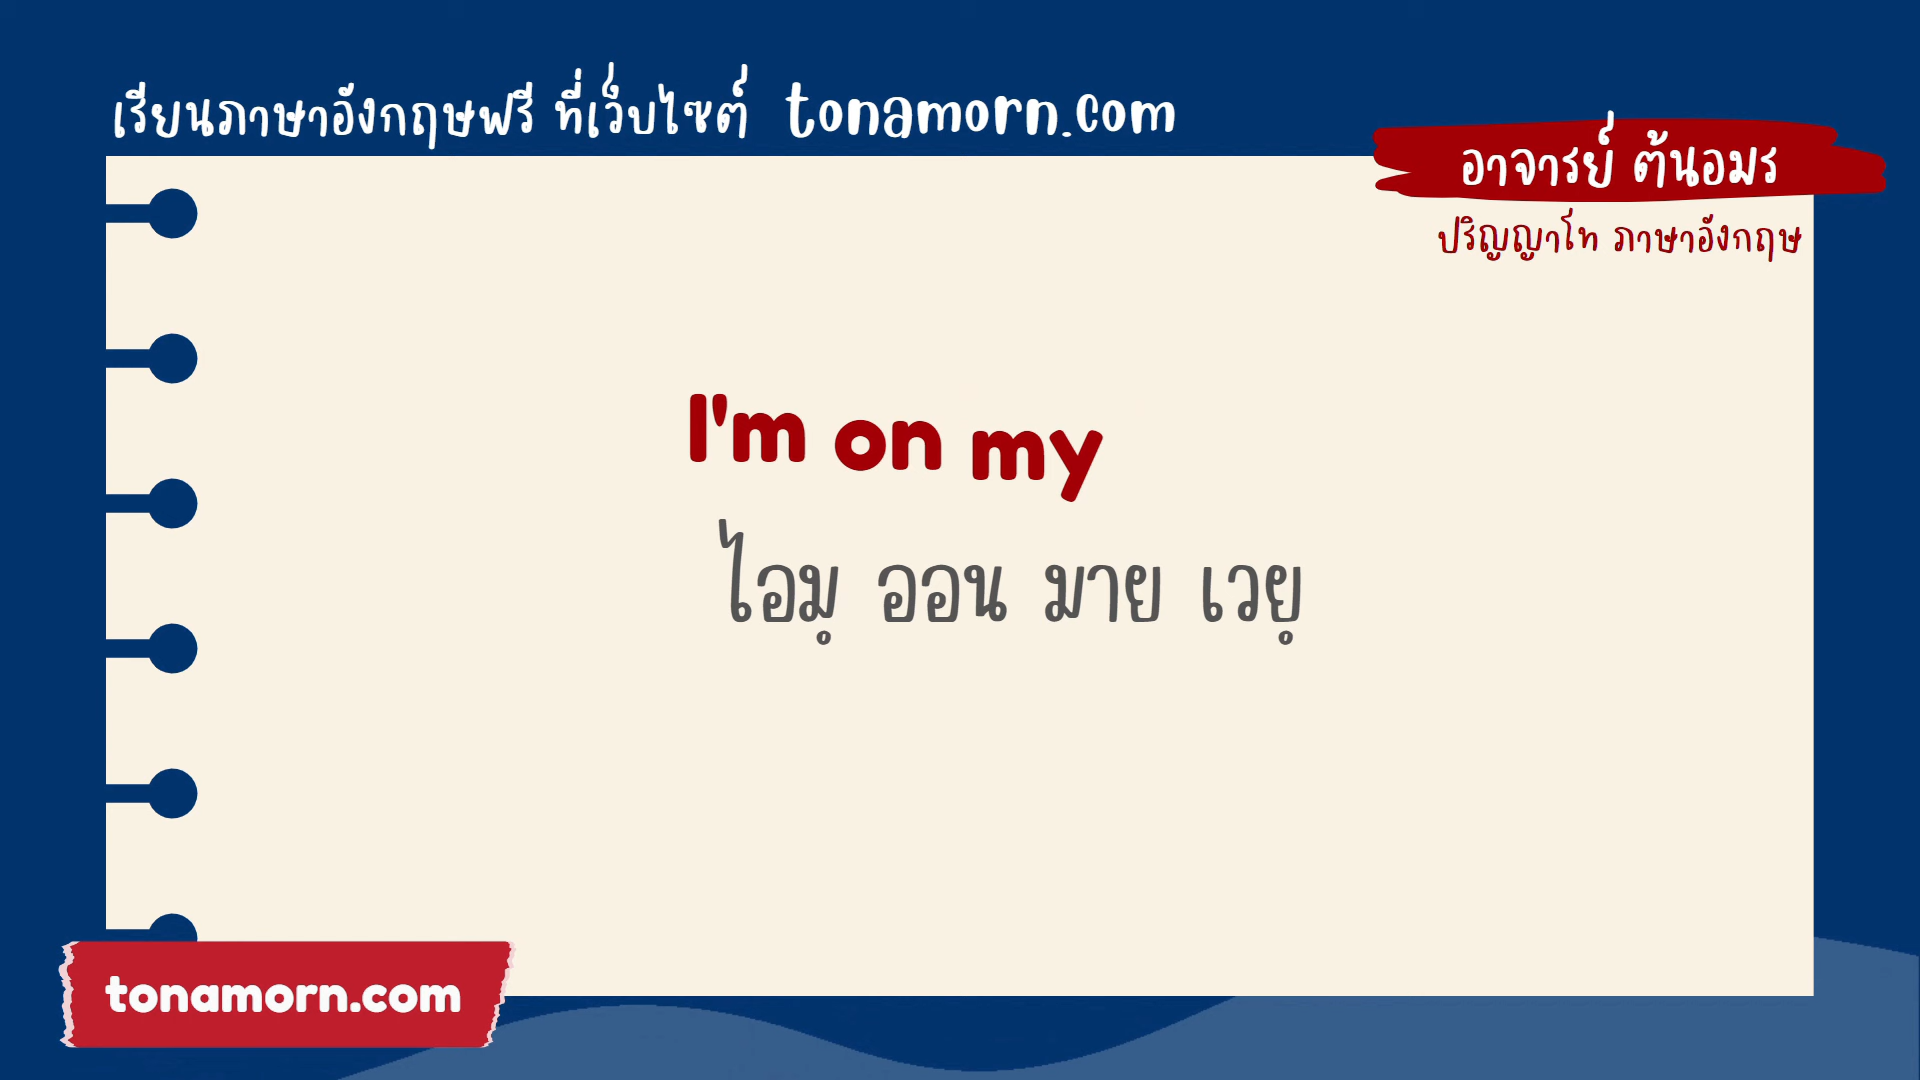 เรียนภาษาอังกฤษฟรี ที่เว็บไซต์ tonamorn.com
อาจารย์ ต้นอมร
ปริญญาโท ภาษาอังกฤษ
I'm on my
ไอมฺ ออน มาย เวยฺ
tonamorn.com